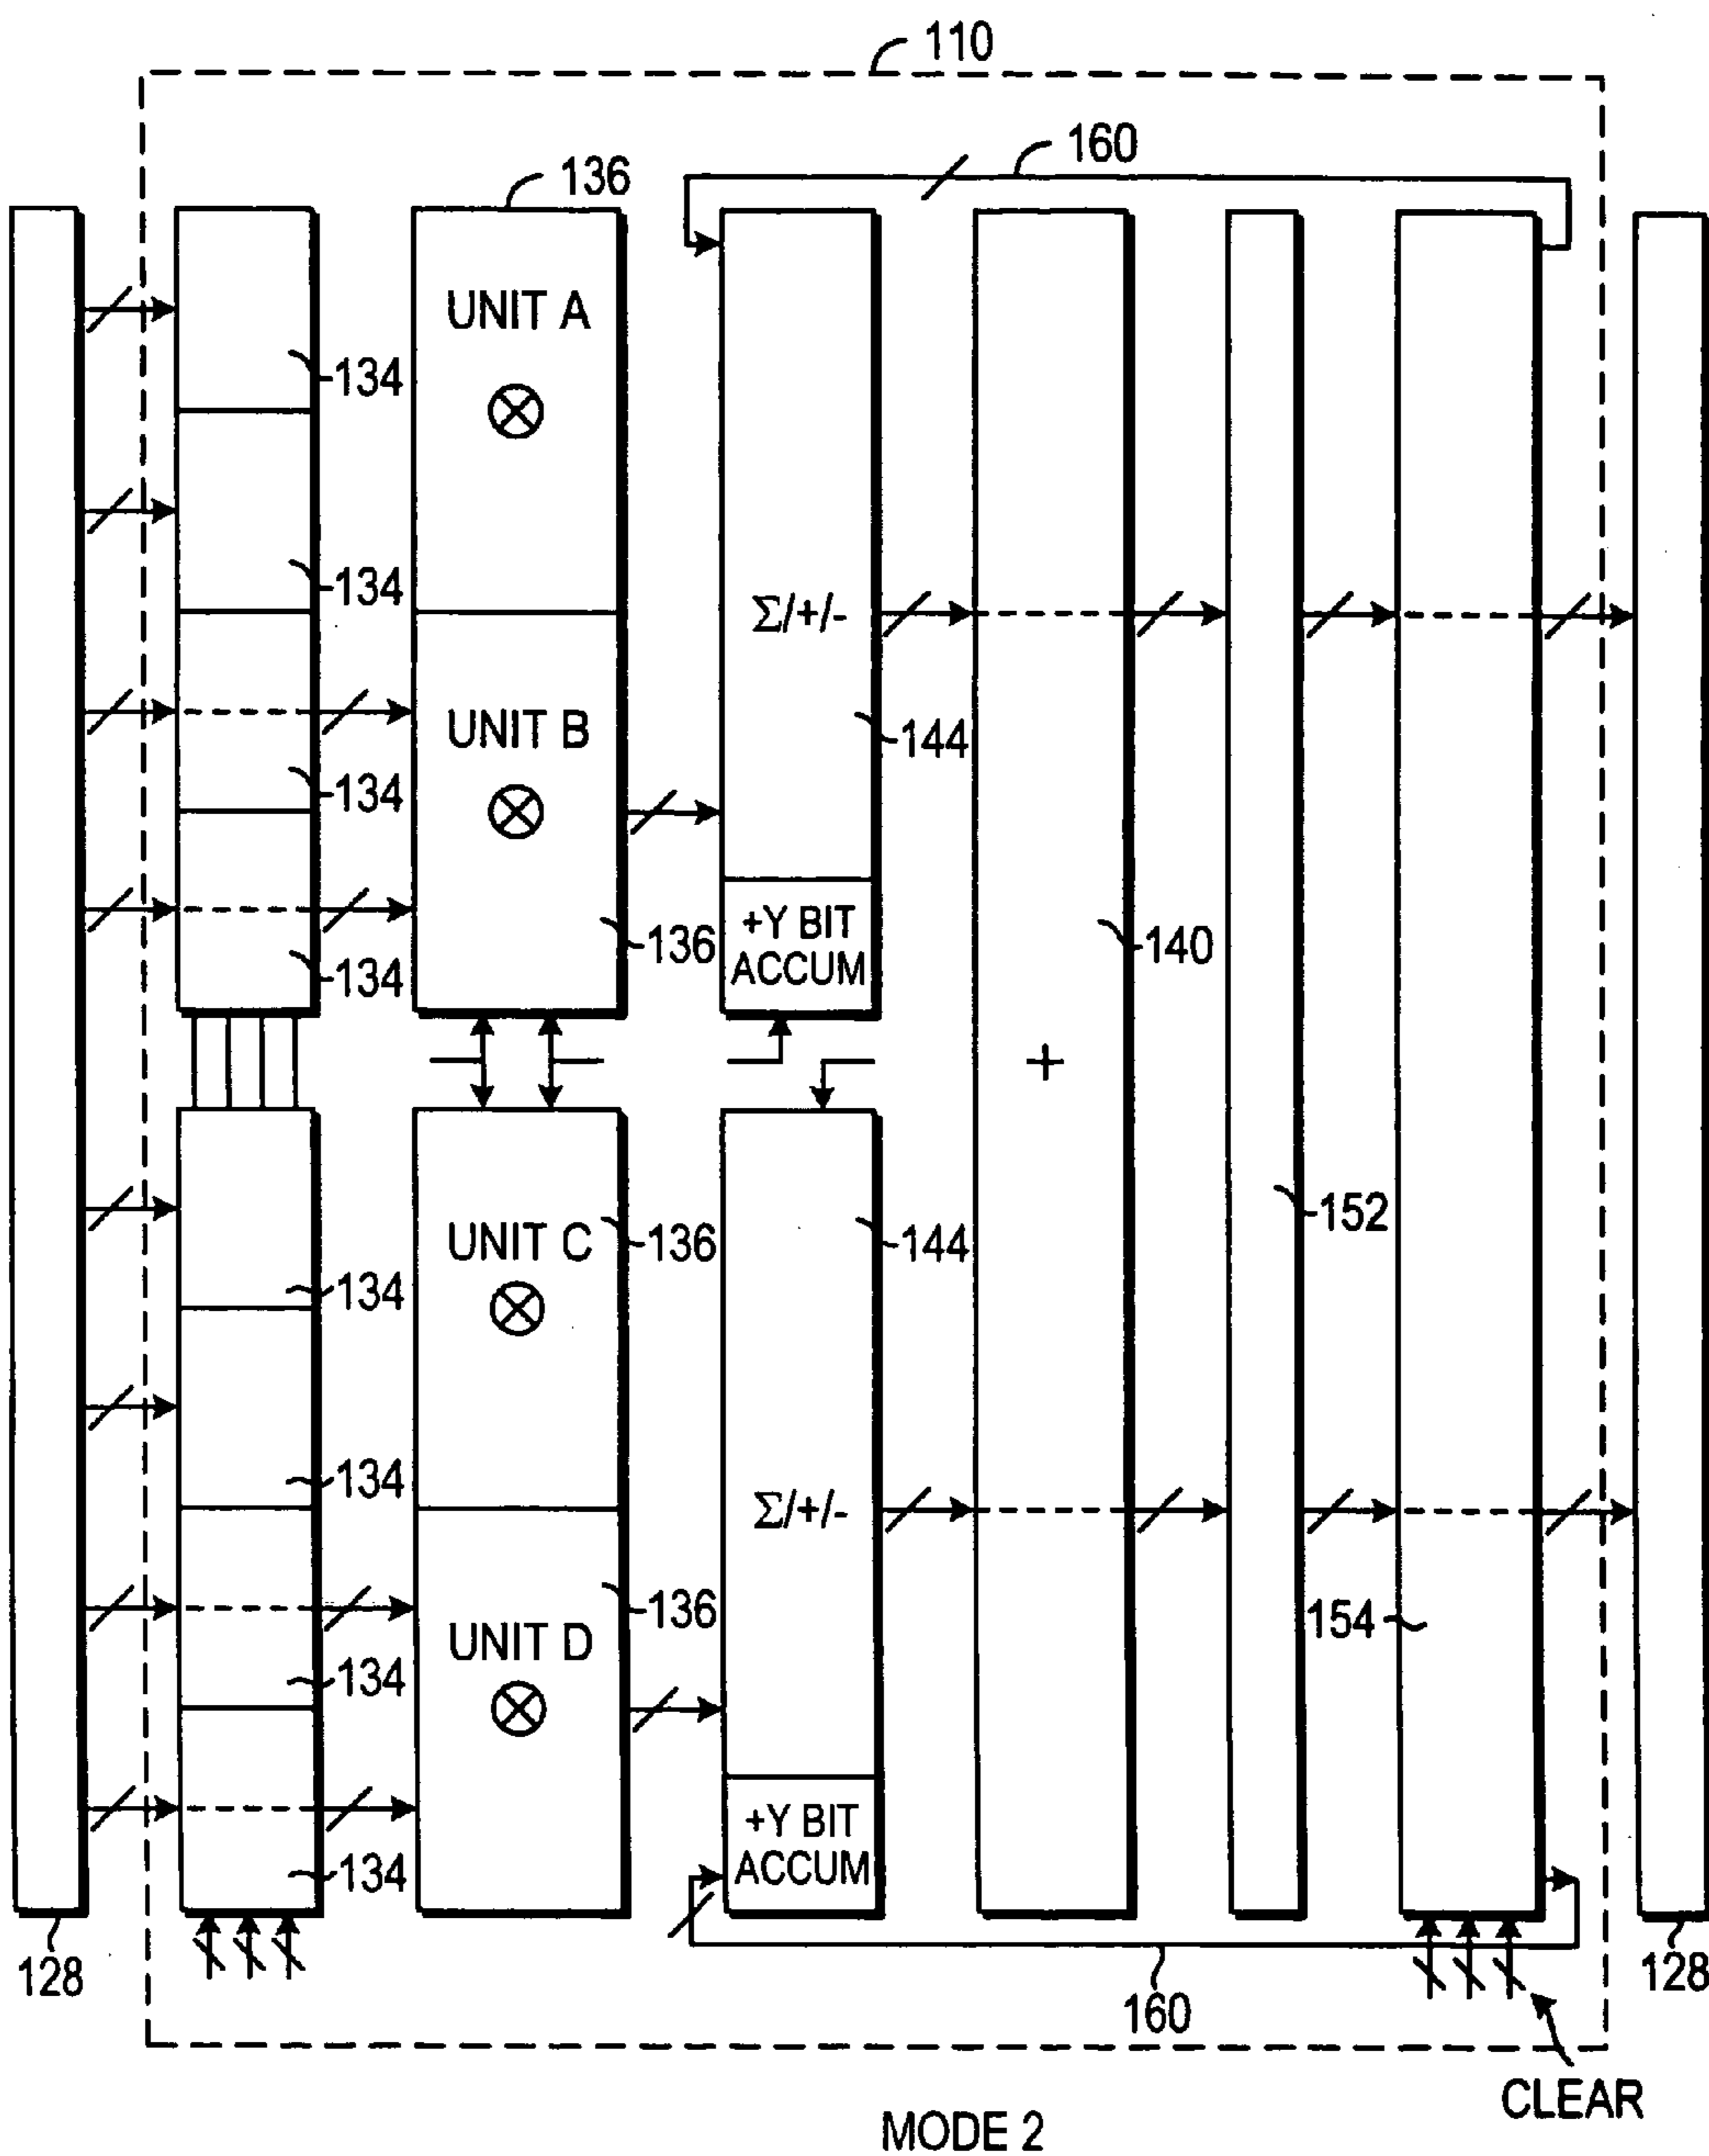 110
160
136
UNIT A
134
134
Σ/+/-
UNIT B
144
134
+Y BIT
ACCUM
136
140
134
+
152
UNIT C
136
144
134
134
Σ/+/-
136
154
UNIT D
134
+Y BIT
ACCUM
134
128
160
128
CLEAR
MODE 2